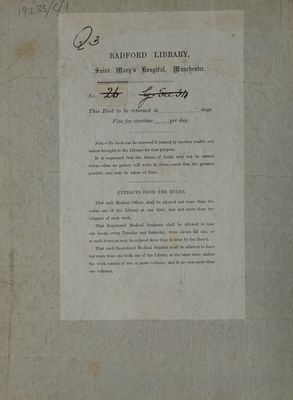 19285/C/1
Q3
RADFORD LIBRARY,
Saint Mary's Hospital, Manchester.
No. 26
This Book to be returned in ______ days.
Fine for overtime ____ per day.
NOTE.—No book can be renewed if wanted by another reader, nor
unless brought to the Library for that purpose.
It is requested that the leaves of books may not be turned
down,—that no person will write in them,—and that the greatest
possible care may be taken of them.
EXTRACTS FROM THE RULES.
That each Medical Officer shall be allowed not more than two
works out of the Library at one time, and not more than two
volumes of each work.
That Registered Medical Students shall be allowed to take
out books every Tuesday and Saturday, from eleven till one, or
at such hours as may be ordered from time to time by the Board.
That each Registered Medical Student shall be allowed to have
not more than one book out of the Library at the same time, unless
the work consist of two or more volumes, and in no case more than
two volumes.